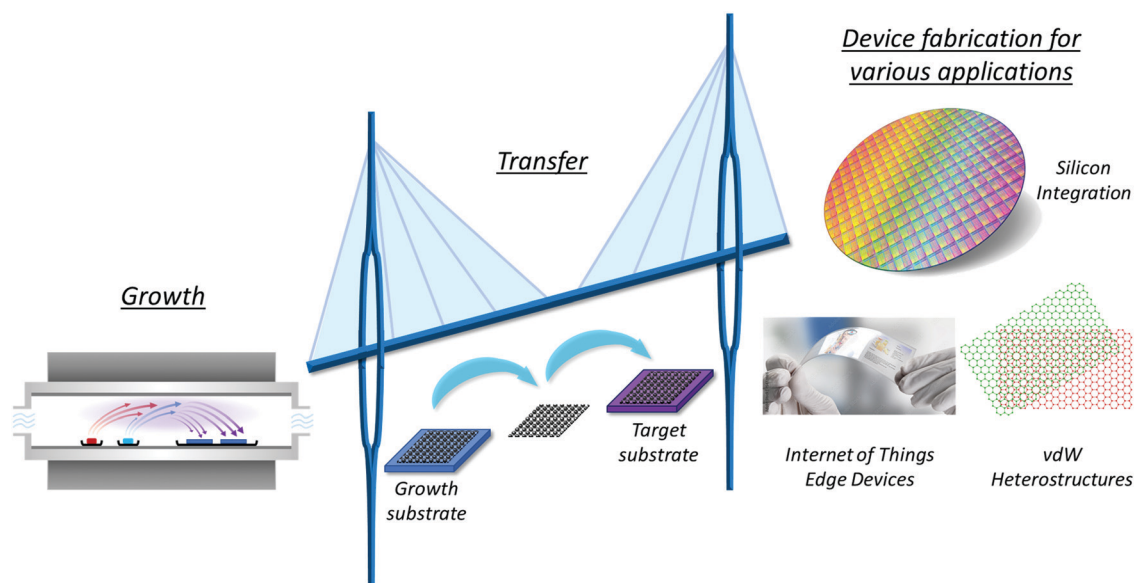 Growth
Transfer
Growth
substrate
Target
substrate
Device fabrication for
various applications
Silicon
Integration
Internet of Things
Edge Devices
vdW
Heterostructures